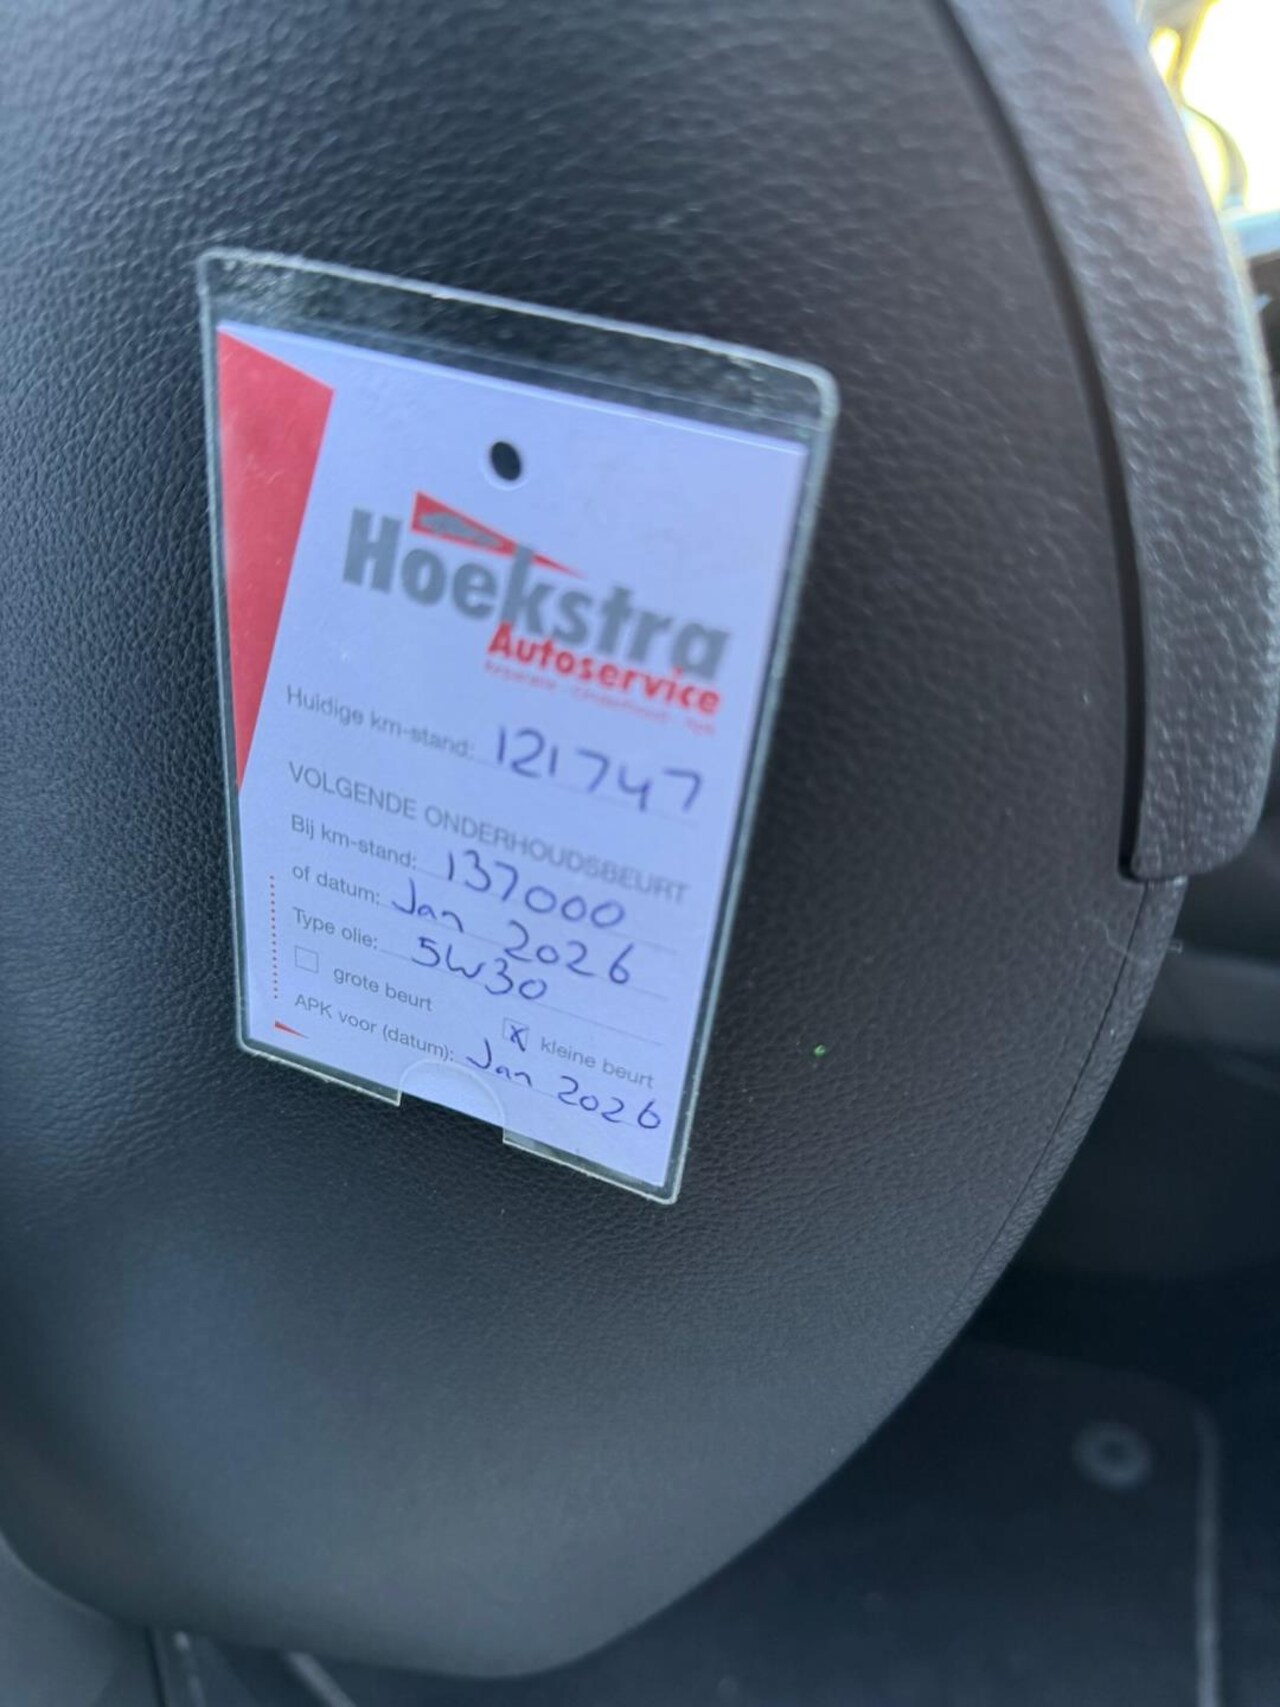 Hoekstra
Autoservice
Huidige km-stand: 121747
VOLGENDE ONDERHOUDSBEURT
Bij km-stand: 137000
of datum: Jan 2026
Type olie: 5W30
grote beurt
x kleine beurt
APK voor (datum): Jan 2026